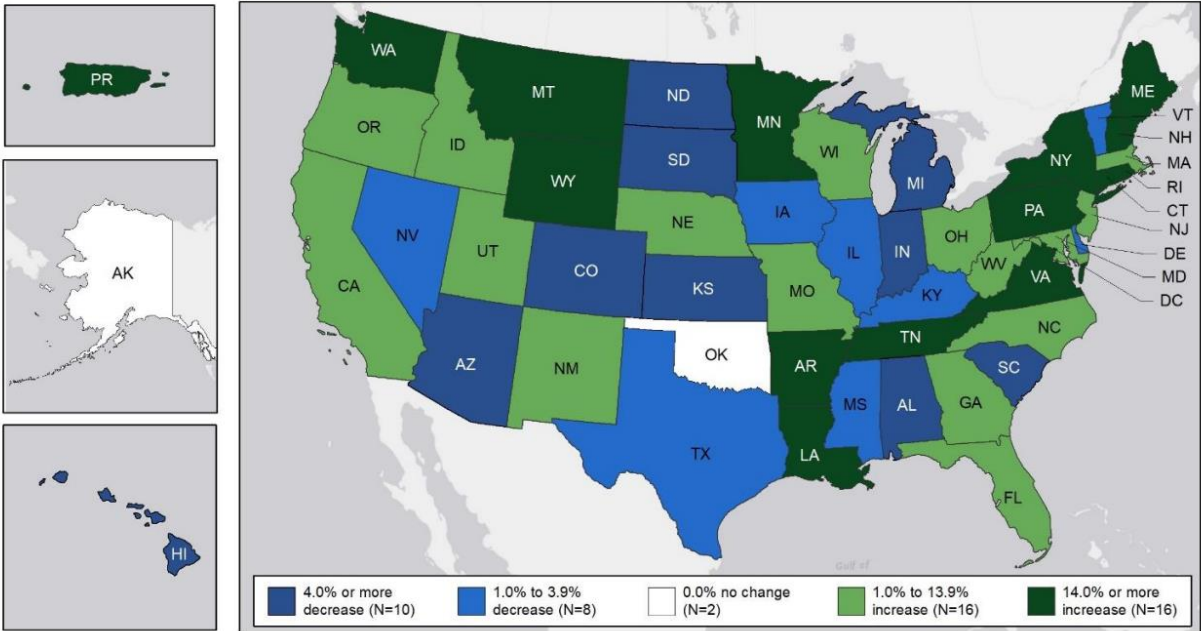 PR
AK
HI
WA
MT
ND
MN
ME
VT
NH
OR
ID
SD
WI
NY
MA
WY
MI
RI
CT
NE
IA
PA
NJ
NV
UT
IL
IN
OH
DE
MD
CO
WV
VA
DC
CA
KS
MO
KY
NC
AZ
NM
OK
AR
TN
SC
MS
AL
GA
TX
LA
FL
Gulf of
4.0% or more
decrease (N=10)
1.0% to 3.9%
decrease (N=8)
0.0% no change
(N=2)
1.0% to 13.9%
increase (N=16)
14.0% or more
increease (N=16)